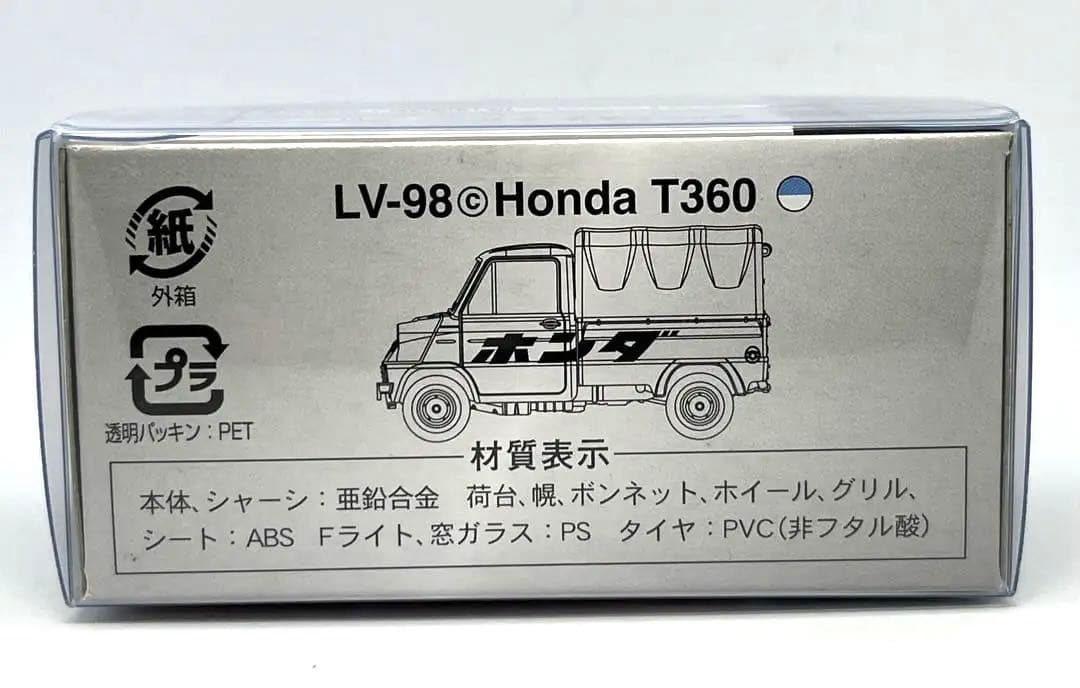 LV-98©Honda T360
紙
外箱
プラ
透明パッキン：PET
ホンダ
材質表示
本体、シャーシ：亜鉛合金　荷台、幌、ボンネット、ホイール、グリル、
シート：ABS　Fライト、窓ガラス：PS　タイヤ：PVC（非フタル酸）